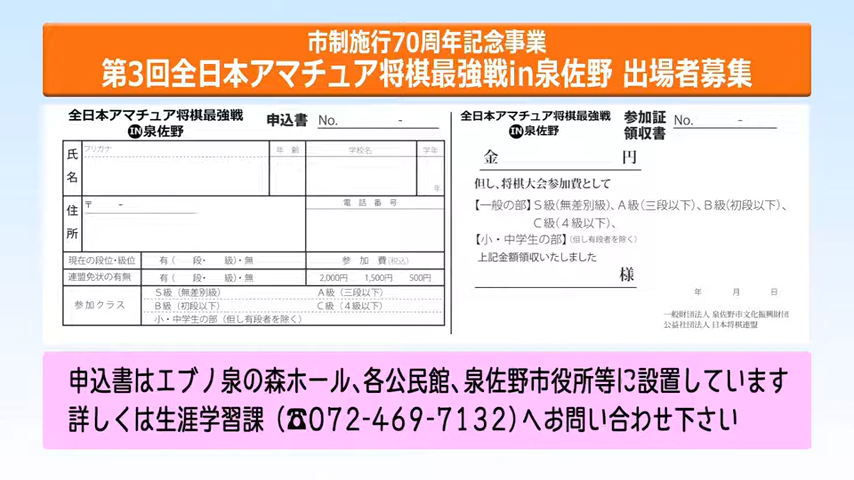 市制施行70周年記念事業
第3回全日本アマチュア将棋最強戦in泉佐野 出場者募集
全日本アマチュア将棋最強戦
IN泉佐野
申込書 No. -
フリガナ
氏名
年 齢
学校名
学年
年
住所
〒 -
電 話 番 号
現在の段位・級位 有（ 段・ 級）・無
参 加 費（税込）
連盟免状の有無 有（ 段・ 級）・無
2,000円 1,500円 500円
参加クラス
S級（無差別級） A級（三段以下）
B級（初段以下） C級（4級以下）
小・中学生の部（但し有段者を除く）
全日本アマチュア将棋最強戦
IN泉佐野
参加証
領収書
No. -
金 円
但し、将棋大会参加費として
【一般の部】S級（無差別級）、A級（三段以下）、B級（初段以下）、
C級（4級以下）、
【小・中学生の部】（但し有段者を除く）
上記金額領収いたしました
様
年 月 日
一般財団法人 泉佐野市文化振興財団
公益社団法人 日本将棋連盟
申込書はエブノ泉の森ホール、各公民館、泉佐野市役所等に設置しています
詳しくは生涯学習課（☎072-469-7132）へお問い合わせ下さい